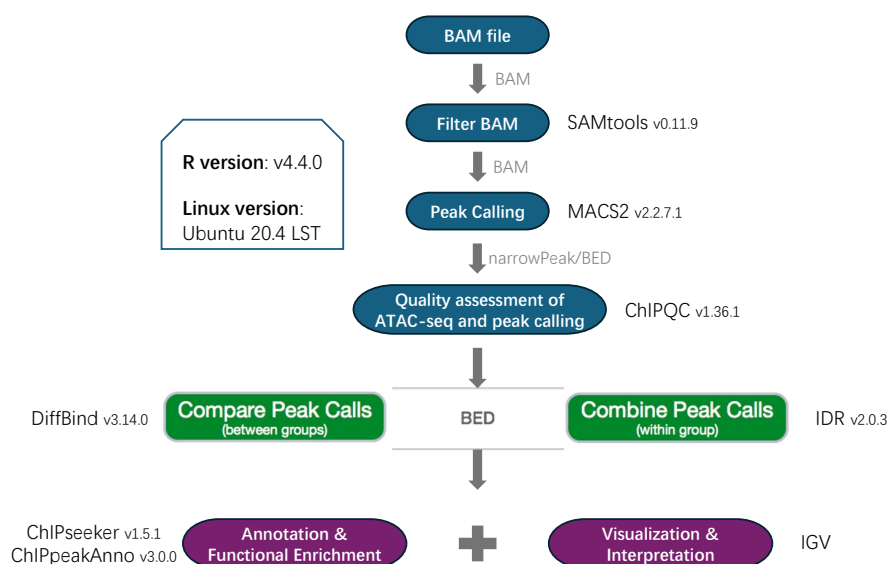 BAM file
BAM
Filter BAM
SAMtools v0.11.9
R version: v4.4.0
Linux version:
Ubuntu 20.4 LST
BAM
Peak Calling
MACS2 v2.2.7.1
narrowPeak/BED
Quality assessment of
ATAC-seq and peak calling
ChIPQC v1.36.1
DiffBind v3.14.0
Compare Peak Calls
(between groups)
BED
Combine Peak Calls
(within group)
IDR v2.0.3
ChIPseeker v1.5.1
ChIPpeakAnno v3.0.0
Annotation &
Functional Enrichment
Visualization &
Interpretation
IGV